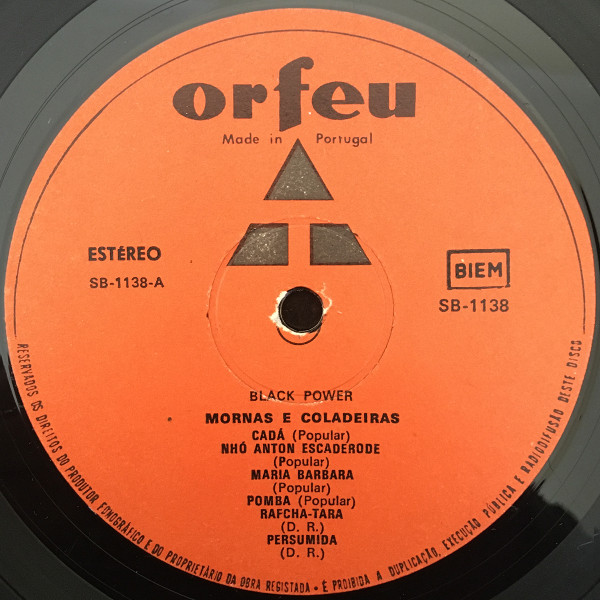 orfeu
Made in Portugal
ESTÉREO
SB-1138-A
BIEM
SB-1138
BLACK POWER
MORNAS E COLADEIRAS
CADÁ (Popular)
NHÓ ANTON ESCADERODE
(Popular)
MARIA BARBARA
(Popular)
POMBA (Popular)
RAFCHA-TARA
(D. R.)
PERSUMIDA
(D. R.)
RESERVADOS OS DIREITOS DO PRODUTOR FONOGRÁFICO E DO PROPRIETÁRIO DA OBRA REGISTADA · É PROIBIDA A DUPLICAÇÃO, EXECUÇÃO PÚBLICA E RADIODIFUSÃO DESTE DISCO